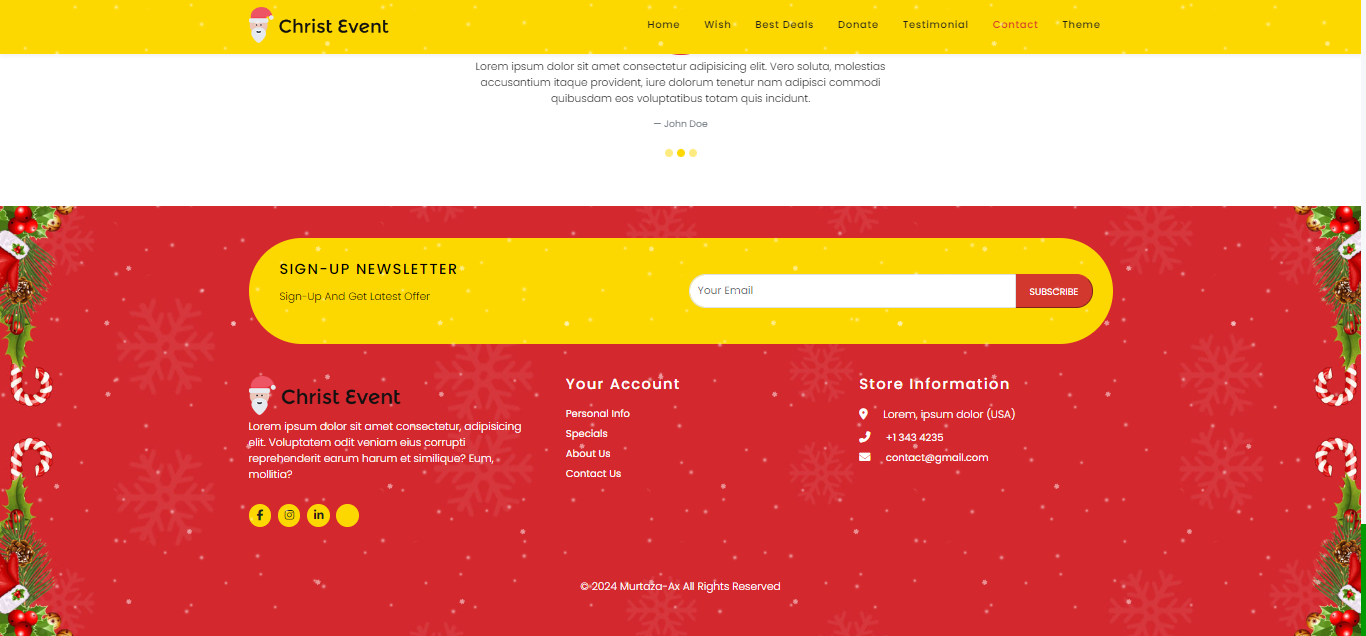 Christ Event
Home Wish Best Deals Donate Testimonial Contact Theme
Lorem ipsum dolor sit amet consectetur adipisicing elit. Vero soluta, molestias
accusantium itaque provident, iure dolorum tenetur nam adipisci commodi
quibusdam eos voluptatibus totam quis incidunt.
— John Doe
SIGN-UP NEWSLETTER
Sign-Up And Get Latest Offer
Your Email
SUBSCRIBE
Christ Event
Lorem ipsum dolor sit amet consectetur, adipisicing
elit. Voluptatem odit veniam eius corrupti
reprehenderit earum harum et similique? Eum,
mollitia?
Your Account
Personal Info
Specials
About Us
Contact Us
Store Information
Lorem, ipsum dolor (USA)
+1 343 4235
contact@gmail.com
© 2024 Murtaza-Ax All Rights Reserved